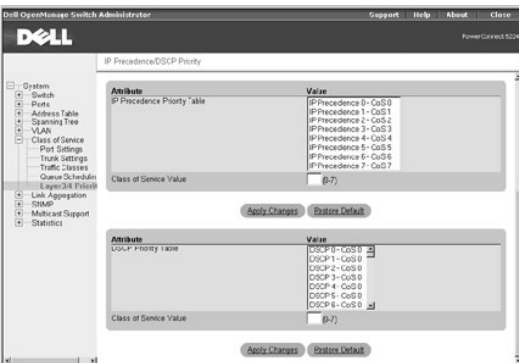 Dell OpenManage Switch Administrator
Support Help About Close
DELL
PowerConnect 5224
IP Precedence/DSCP Priority
System
Switch
Ports
Address Table
Spanning Tree
VLAN
Class of Service
Port Settings
Trunk Settings
Traffic Classes
Queue Schedulin
Layer3/4 Priorit
Link Aggregation
SNMP
Multicast Support
Statistics
Attribute Value
IP Precedence Priority Table
IP Precedence 0 - CoS 0
IP Precedence 1 - CoS 1
IP Precedence 2 - CoS 2
IP Precedence 3 - CoS 3
IP Precedence 4 - CoS 4
IP Precedence 5 - CoS 5
IP Precedence 6 - CoS 6
IP Precedence 7 - CoS 7
Class of Service Value (0-7)
Apply Changes Restore Default
Attribute Value
DSCP Priority Table
DSCP 0 - CoS 0
DSCP 1 - CoS 0
DSCP 2 - CoS 0
DSCP 3 - CoS 0
DSCP 4 - CoS 0
DSCP 5 - CoS 0
DSCP 6 - CoS 0
Class of Service Value (0-7)
Apply Changes Restore Default